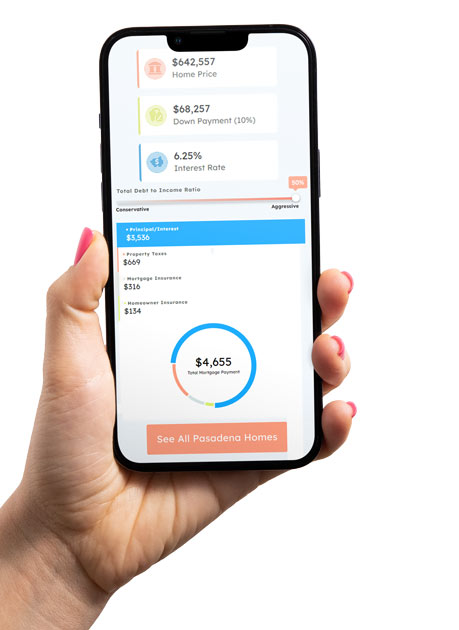 $642,557
Home Price
$68,257
Down Payment (10%)
6.25%
Interest Rate
50%
Total Debt to Income Ratio
Conservative Aggressive
• Principal/Interest
$3,536
• Property Taxes
$669
• Mortgage Insurance
$316
• Homeowner Insurance
$134
$4,655
Total Mortgage Payment
See All Pasadena Homes